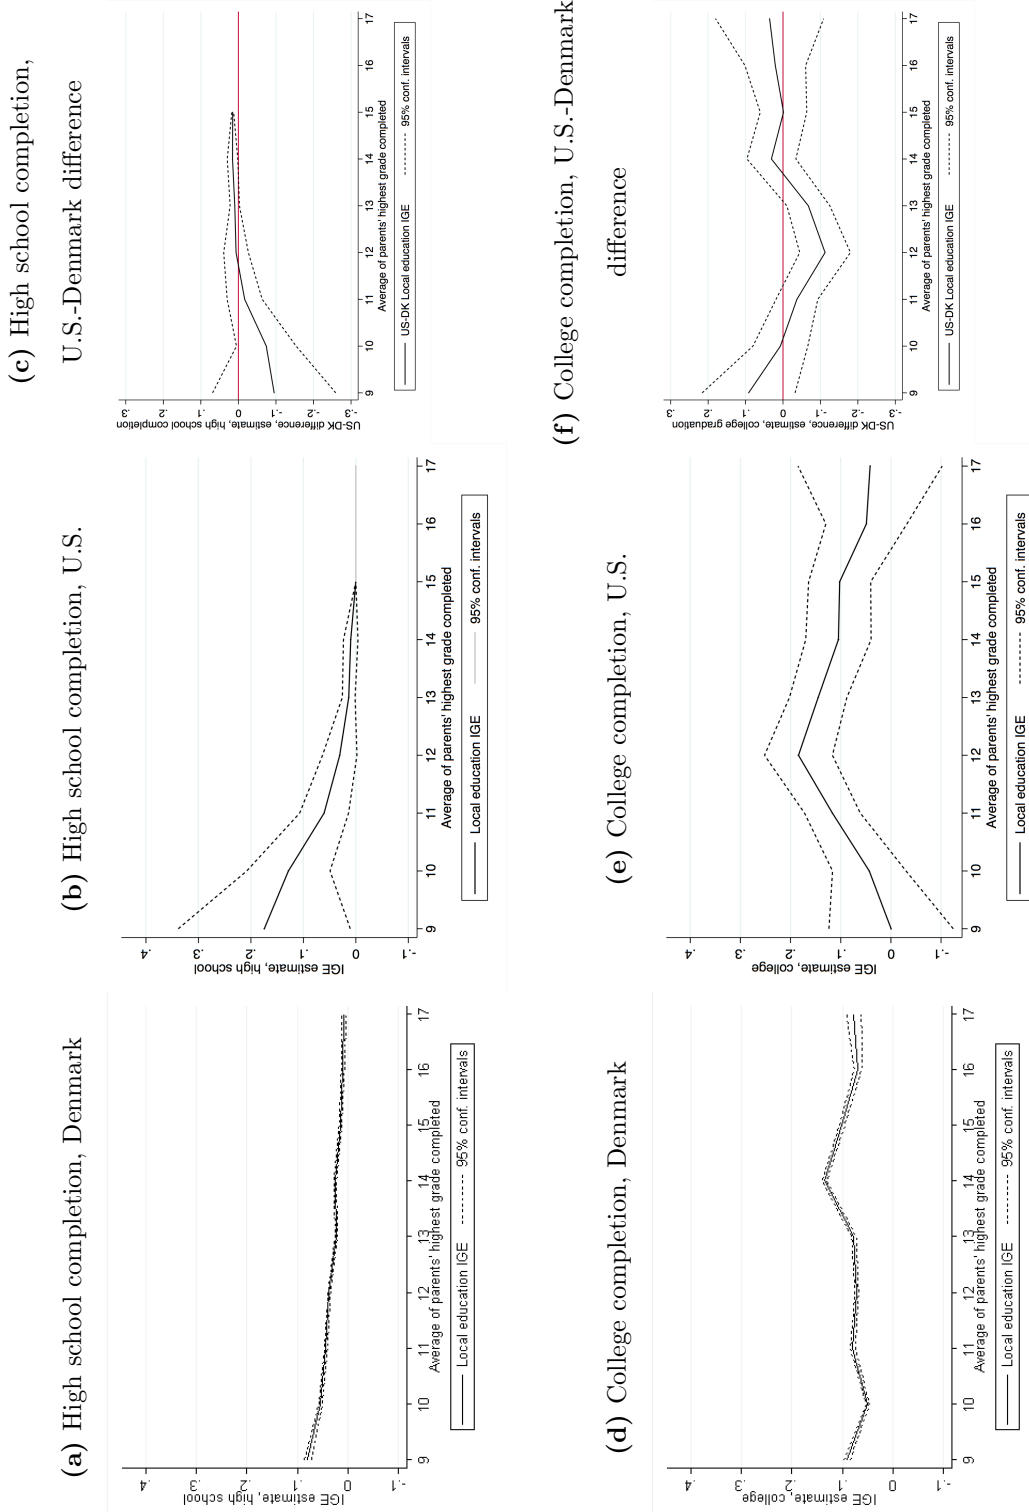 (a) High school completion, Denmark
IGE estimate, high school
.4
.3
.2
.1
0
-.1
9 10 11 12 13 14 15 16 17
Average of parents' highest grade completed
Local education IGE 95% conf. intervals
(b) High school completion, U.S.
IGE estimate, high school
.4
.3
.2
.1
0
-.1
9 10 11 12 13 14 15 16 17
Average of parents' highest grade completed
Local education IGE 95% conf. intervals
(c) High school completion,
U.S.-Denmark difference
US-DK difference, estimate, high school completion
.3
.2
.1
0
-.1
-.2
-.3
9 10 11 12 13 14 15 16 17
Average of parents' highest grade completed
US-DK Local education IGE 95% conf. intervals
(d) College completion, Denmark
IGE estimate, college
.4
.3
.2
.1
0
-.1
9 10 11 12 13 14 15 16 17
Average of parents' highest grade completed
Local education IGE 95% conf. intervals
(e) College completion, U.S.
IGE estimate, college
.4
.3
.2
.1
0
-.1
9 10 11 12 13 14 15 16 17
Average of parents' highest grade completed
Local education IGE 95% conf. intervals
(f) College completion, U.S.-Denmark
difference
US-DK difference, estimate, college graduation
.3
.2
.1
0
-.1
-.2
-.3
9 10 11 12 13 14 15 16 17
Average of parents' highest grade completed
US-DK Local education IGE 95% conf. intervals